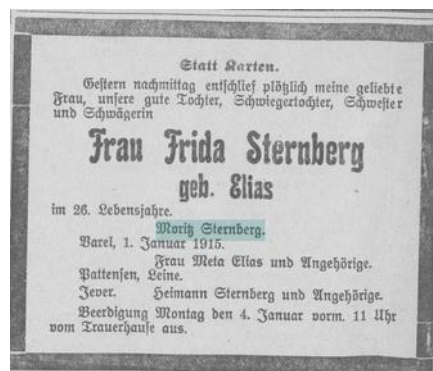 Statt Karten.
Gestern nachmittag entschlief plötzlich meine geliebte
Frau, unsere gute Tochter, Schwiegertochter, Schwester
und Schwägerin
Frau Frida Sternberg
geb. Elias
im 26. Lebensjahre.
Moritz Sternberg.
Varel, 1. Januar 1915.
Frau Meta Elias und Angehörige.
Pattensen, Leine.
Jever. Heimann Sternberg und Angehörige.
Beerdigung Montag den 4. Januar vorm. 11 Uhr
vom Trauerhause aus.